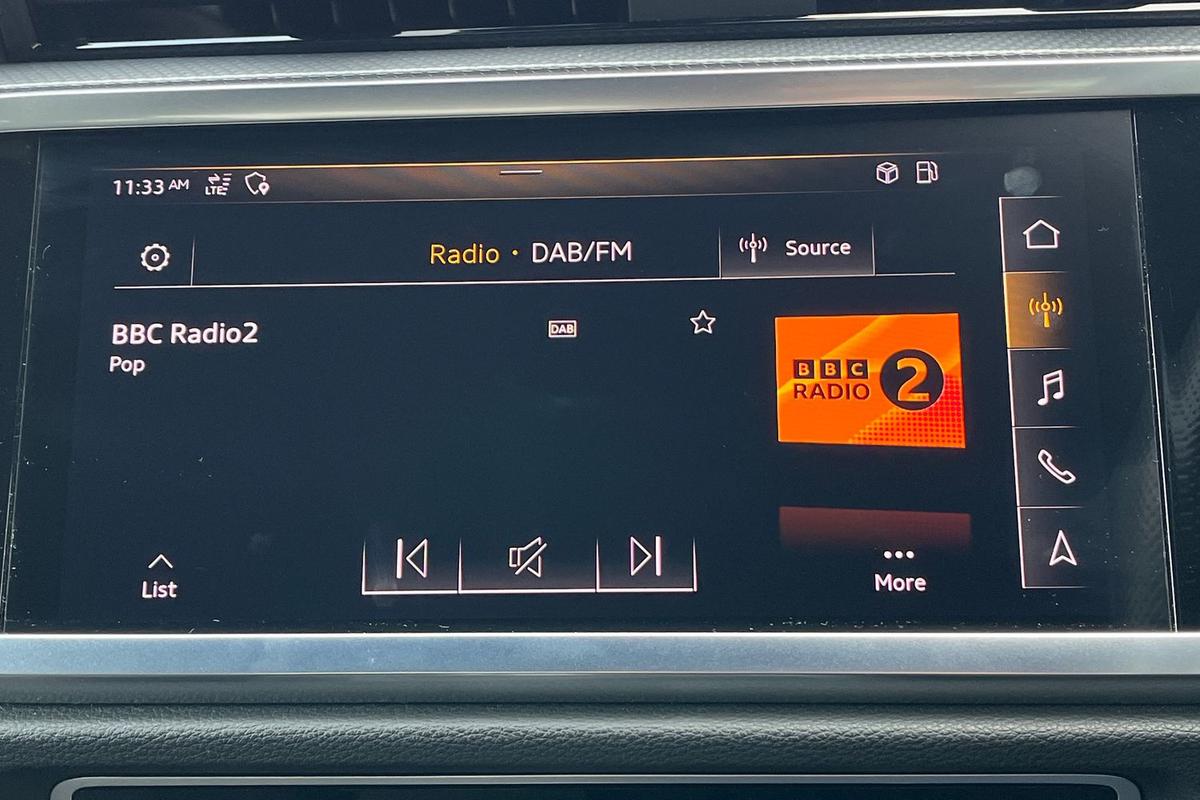 11:33 AM LTE
Radio • DAB/FM
Source
BBC Radio2
DAB
Pop
BBC
RADIO 2
List
More